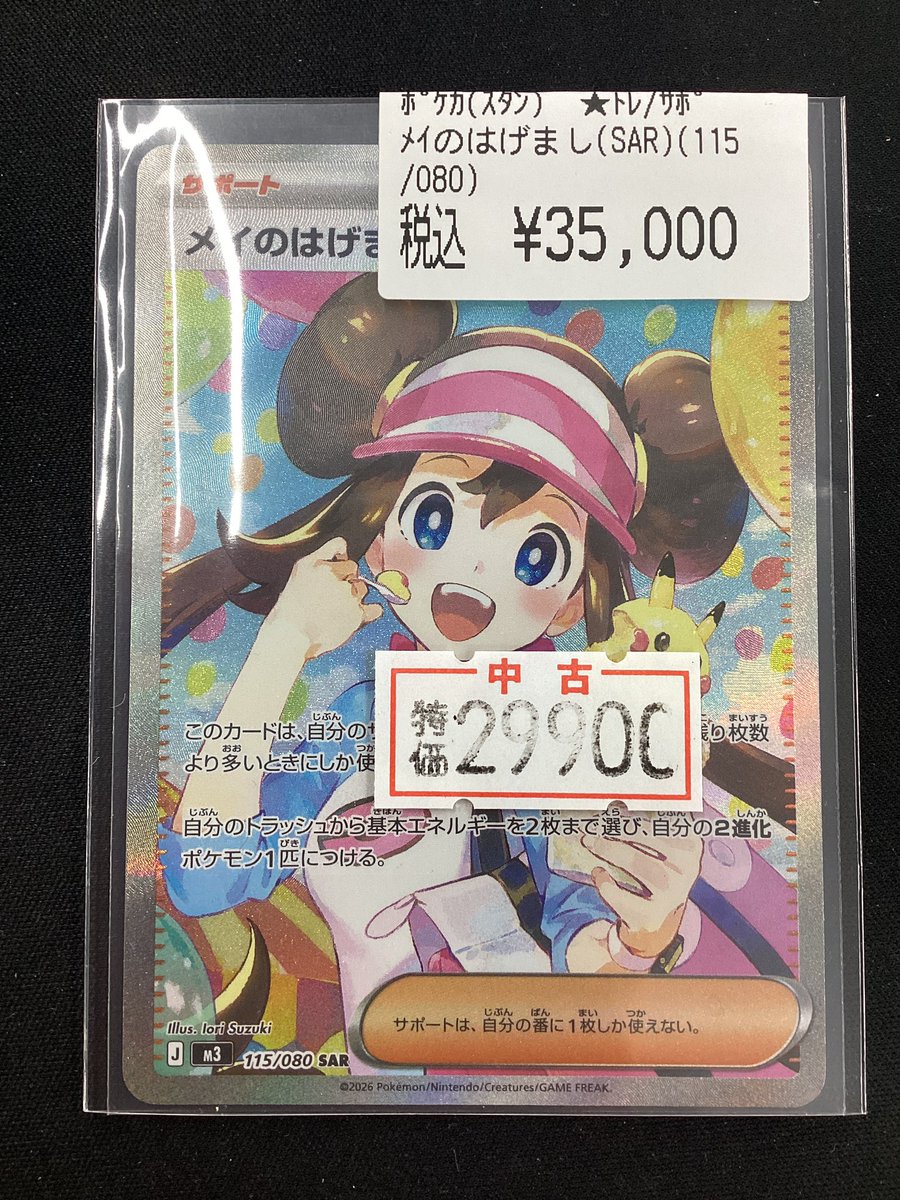 ﾎﾟｹｶ(ｽﾀﾝ) ★ﾄﾚ/ｻﾎﾟ
ﾒｲのはげまし(SAR)(115
/080)
税込 ¥35,000
サポート
メイのはげま
中古
特価 29900
このカードは、自分のサ
り枚数
より多いときにしか使
自分のトラッシュから基本エネルギーを2枚まで選び、自分の2進化
ポケモン1匹につける。
サポートは、自分の番に1枚しか使えない。
Illus. Iori Suzuki
J M3 115/080 SAR
©2026 Pokémon/Nintendo/Creatures/GAME FREAK.